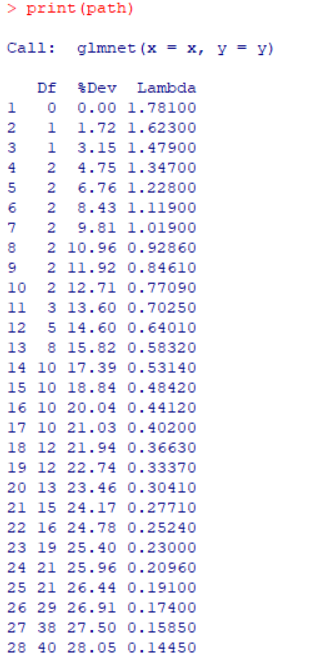 > print(path)
Call:  glmnet(x = x, y = y)
   Df  %Dev  Lambda
1   0  0.00 1.78100
2   1  1.72 1.62300
3   1  3.15 1.47900
4   2  4.75 1.34700
5   2  6.76 1.22800
6   2  8.43 1.11900
7   2  9.81 1.01900
8   2 10.96 0.92860
9   2 11.92 0.84610
10  2 12.71 0.77090
11  3 13.60 0.70250
12  5 14.60 0.64010
13  8 15.82 0.58320
14 10 17.39 0.53140
15 10 18.84 0.48420
16 10 20.04 0.44120
17 10 21.03 0.40200
18 12 21.94 0.36630
19 12 22.74 0.33370
20 13 23.46 0.30410
21 15 24.17 0.27710
22 16 24.78 0.25240
23 19 25.40 0.23000
24 21 25.96 0.20960
25 21 26.44 0.19100
26 29 26.91 0.17400
27 38 27.50 0.15850
28 40 28.05 0.14450